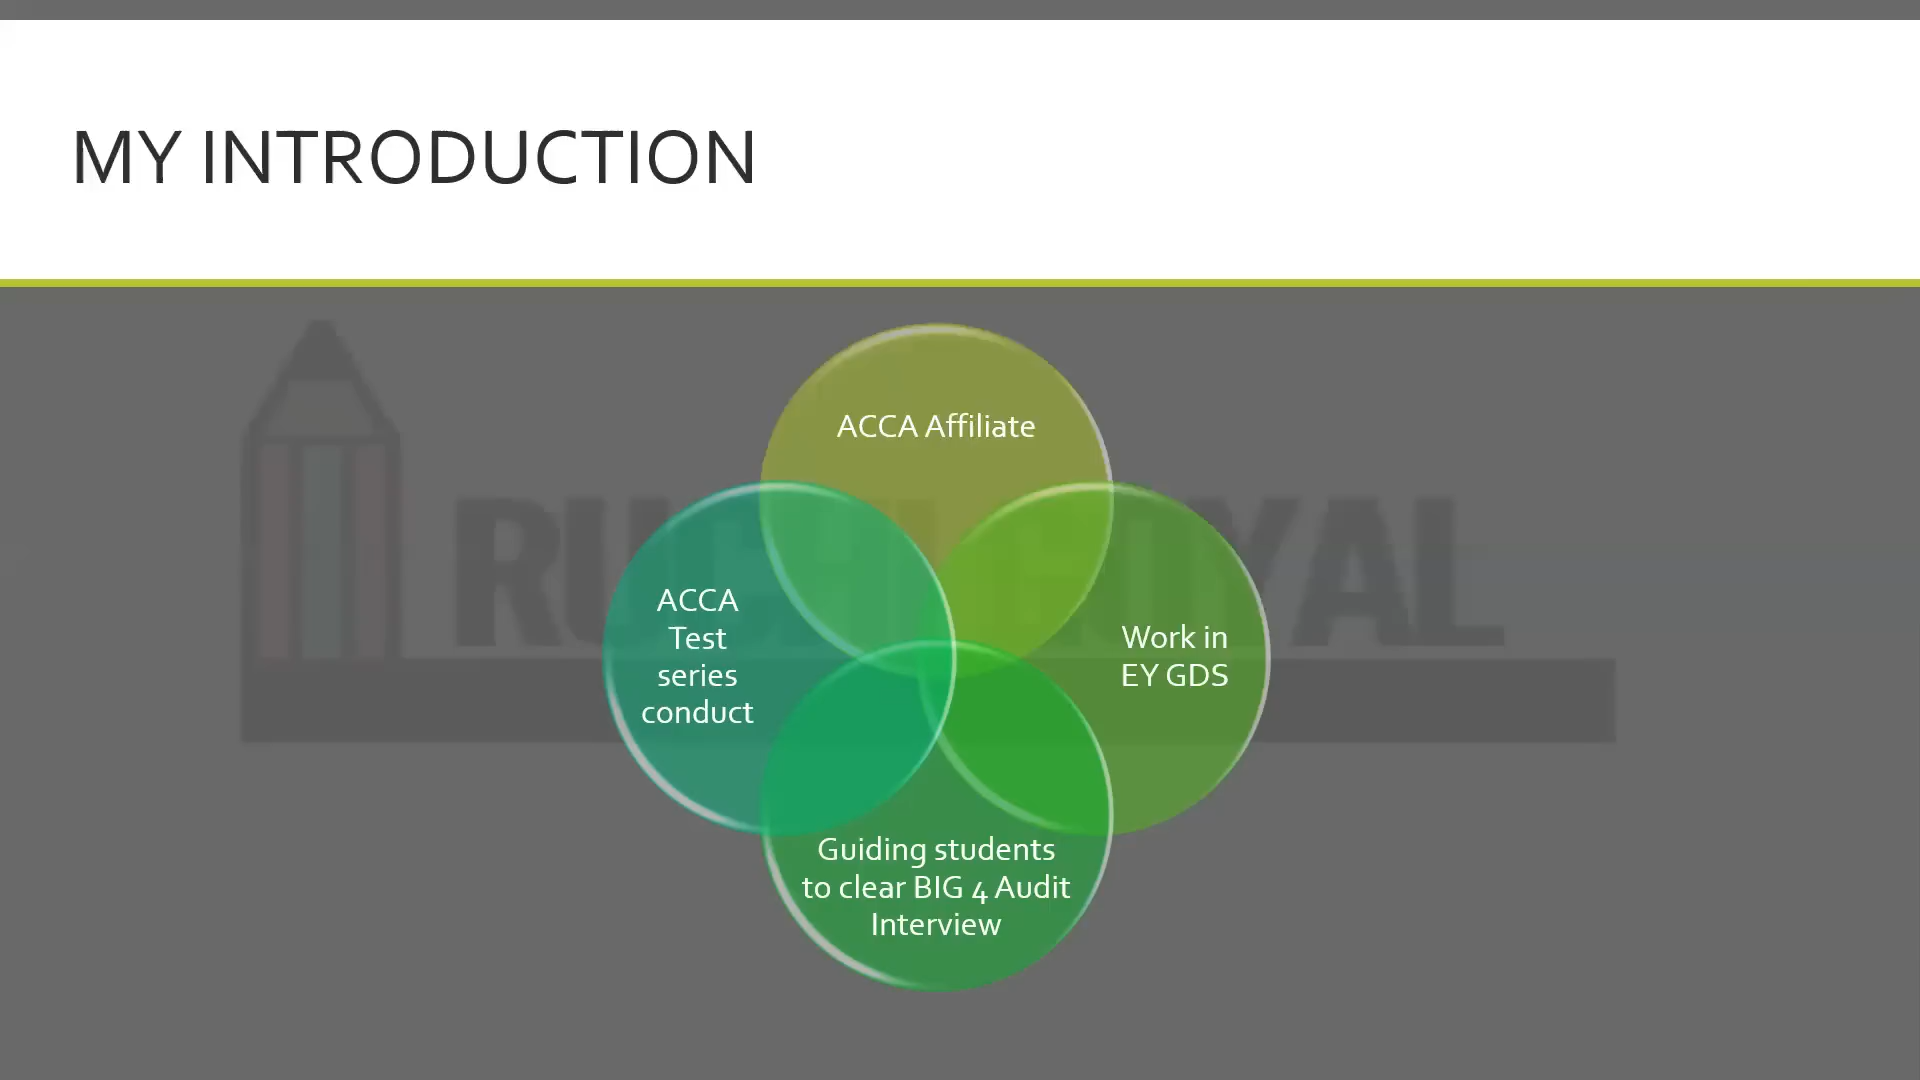 MY INTRODUCTION
ACCA Affiliate
ACCA
Test
series
conduct
Work in
EY GDS
Guiding students
to clear BIG 4 Audit
Interview